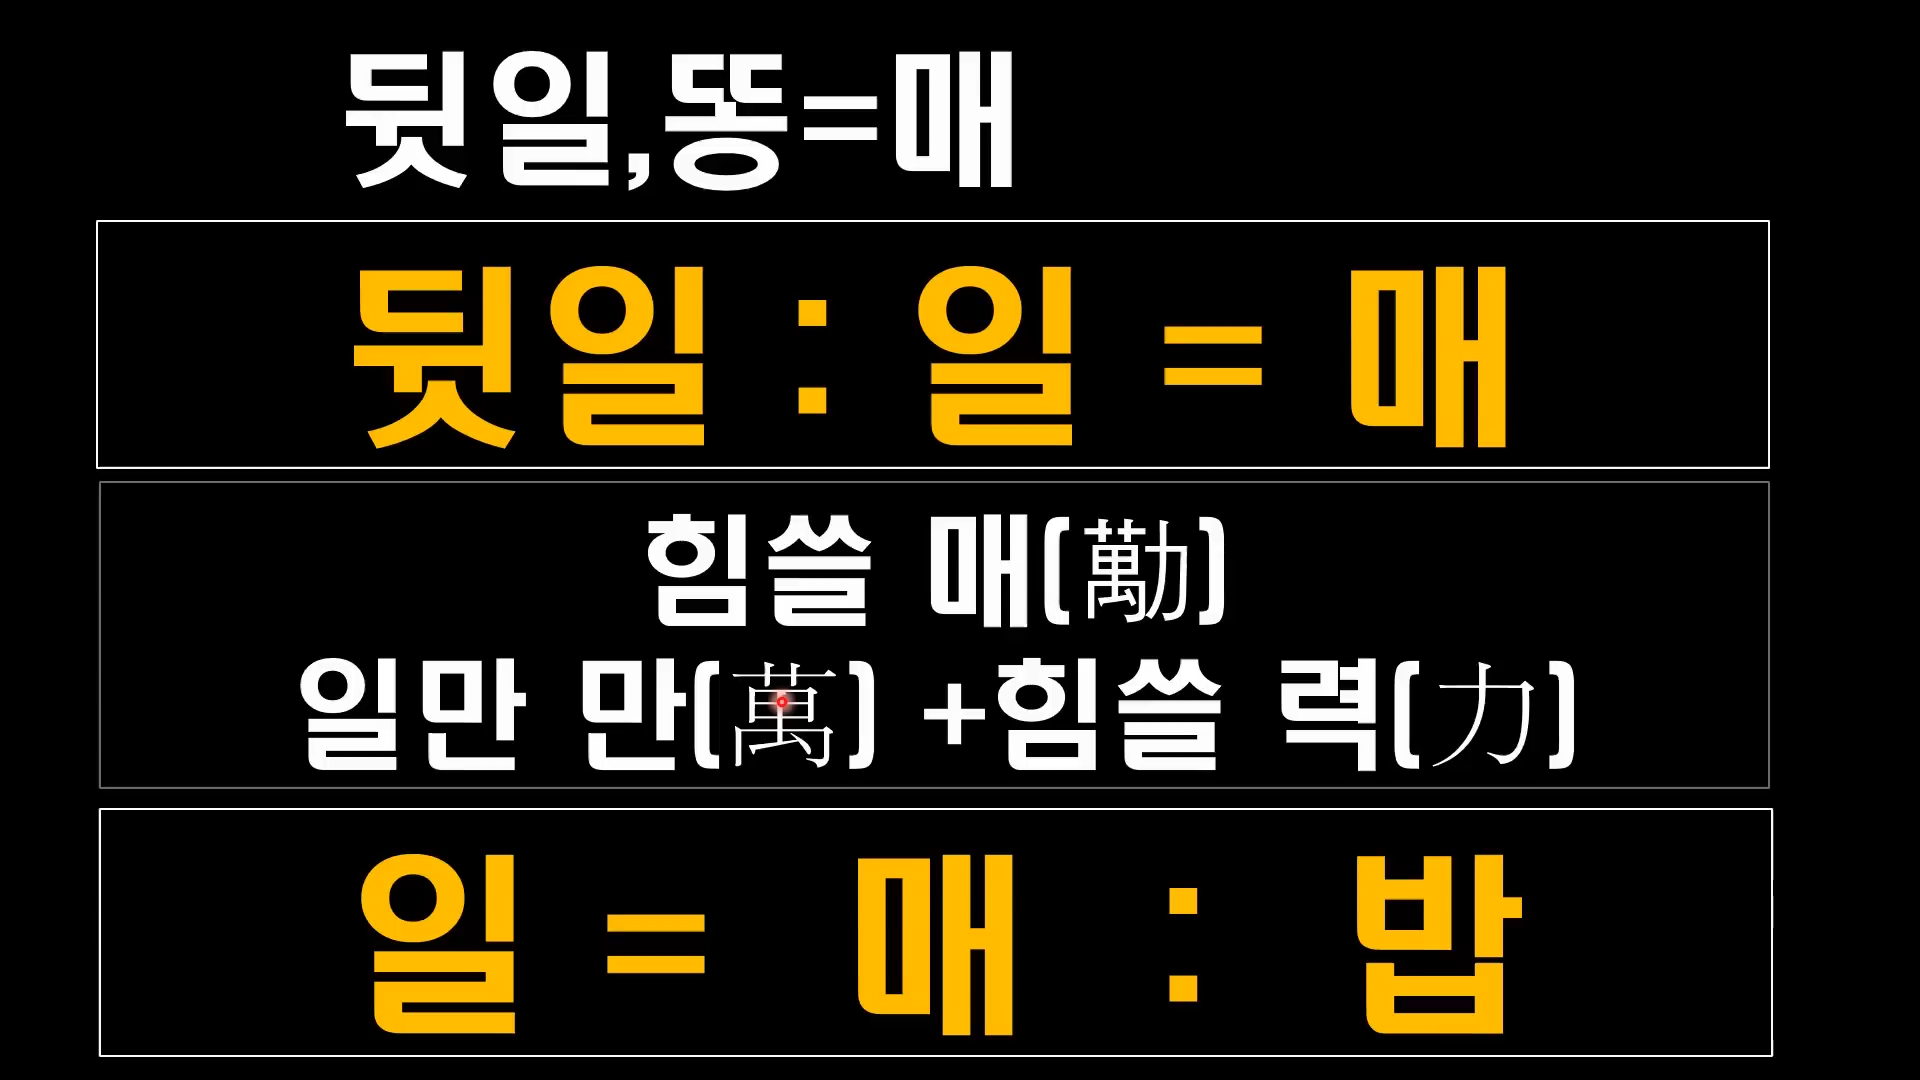 뒷일,똥=매
뒷일 : 일 = 매
힘쓸 매(勱)
일만 만(萬) +힘쓸 력(力)
일 = 매 : 밥